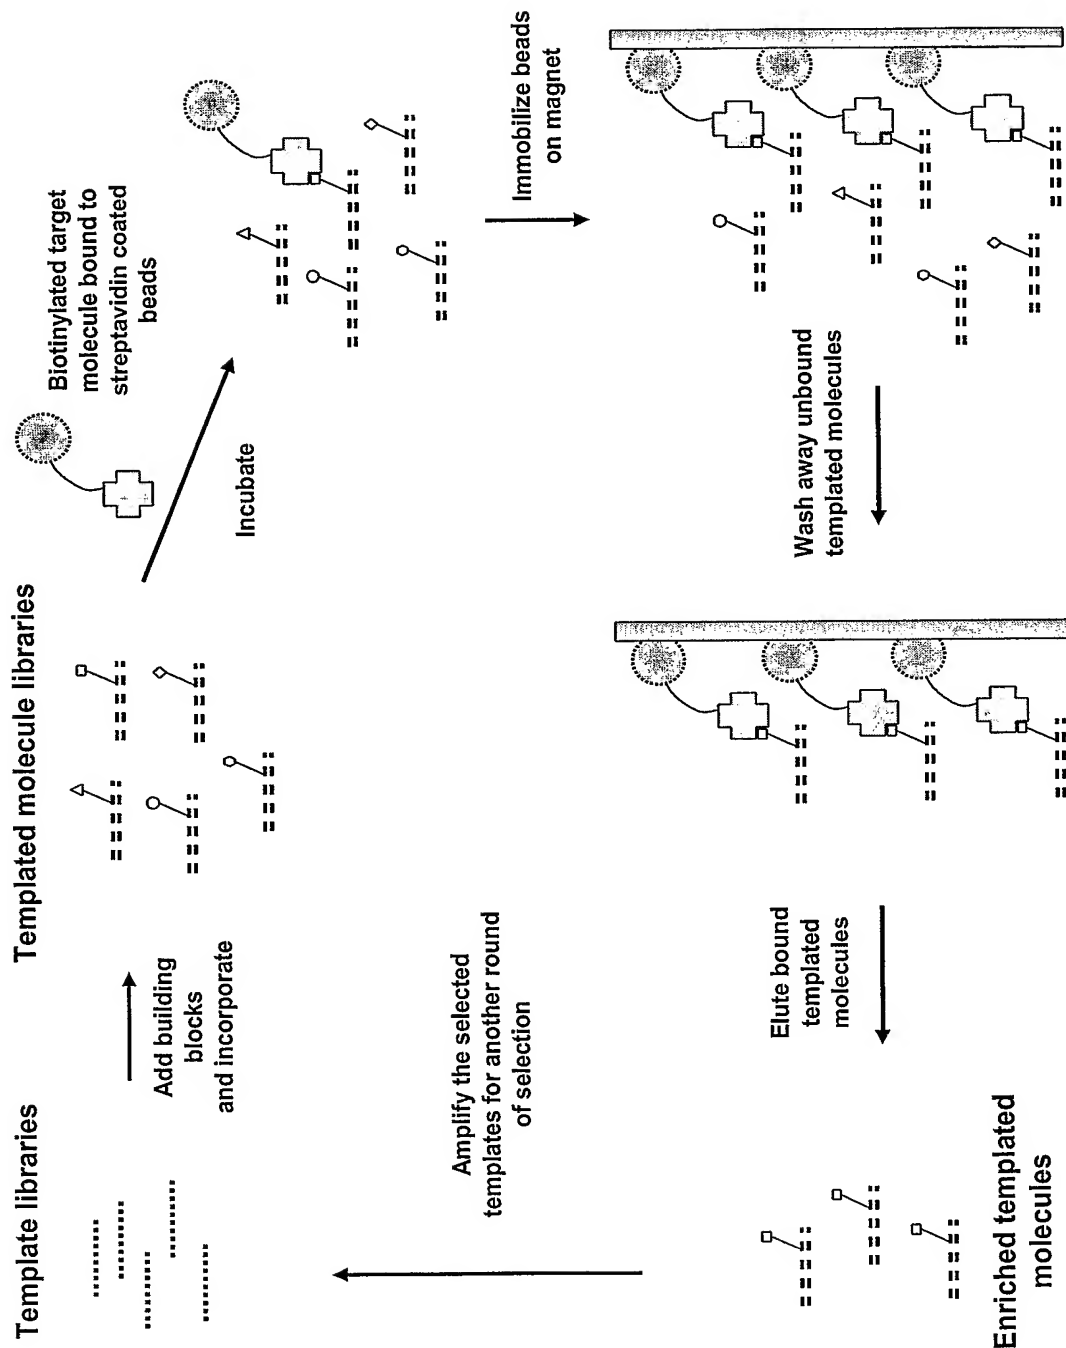 Template libraries
Add building
blocks
and incorporate
Templated molecule libraries
Incubate
Biotinylated target
molecule bound to
streptavidin coated
beads
Immobilize beads
on magnet
Wash away unbound
templated molecules
Elute bound
templated
molecules
Enriched templated
molecules
Amplify the selected
templates for another round
of selection